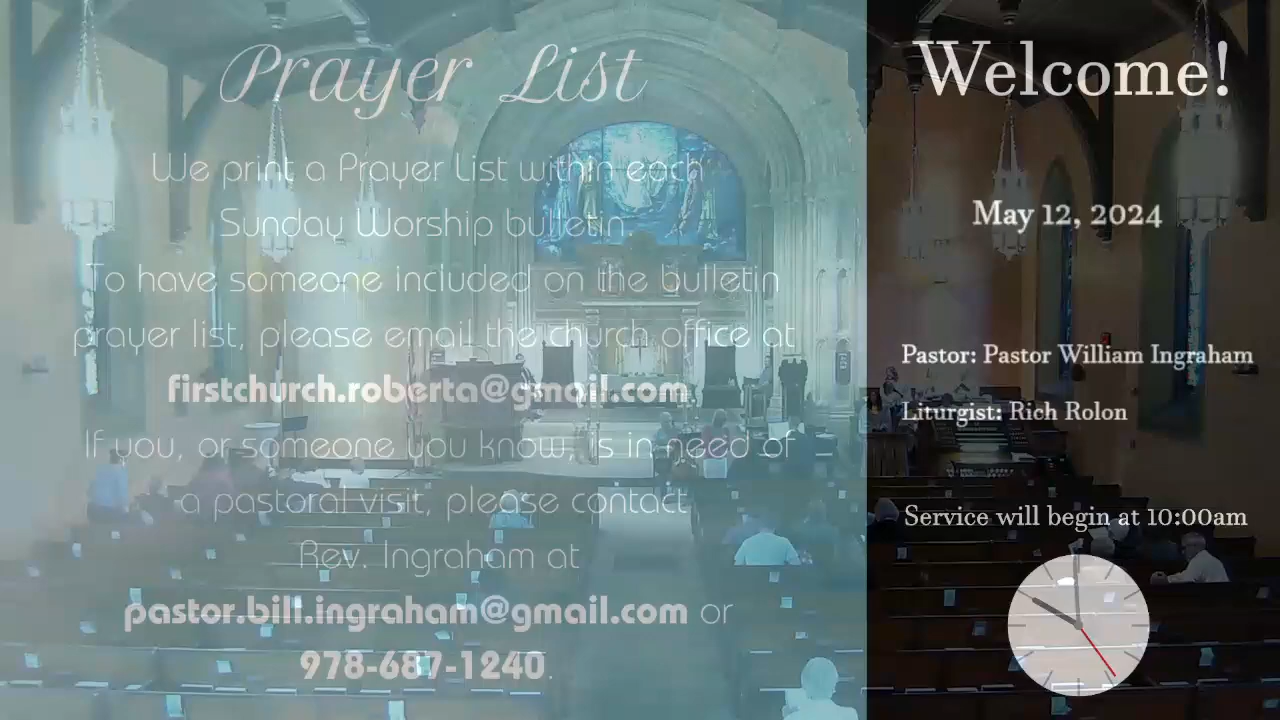 Prayer List
We print a Prayer List within each
Sunday Worship bulletin.
To have someone included on the bulletin
prayer list, please email the church office at
firstchurch.roberta@gmail.com
If you, or someone you know, is in need of
a pastoral visit, please contact
Rev. Ingraham at
pastor.bill.ingraham@gmail.com or
978-687-1240.
Welcome!
May 12, 2024
Pastor: Pastor William Ingraham
Liturgist: Rich Rolon
Service will begin at 10:00am